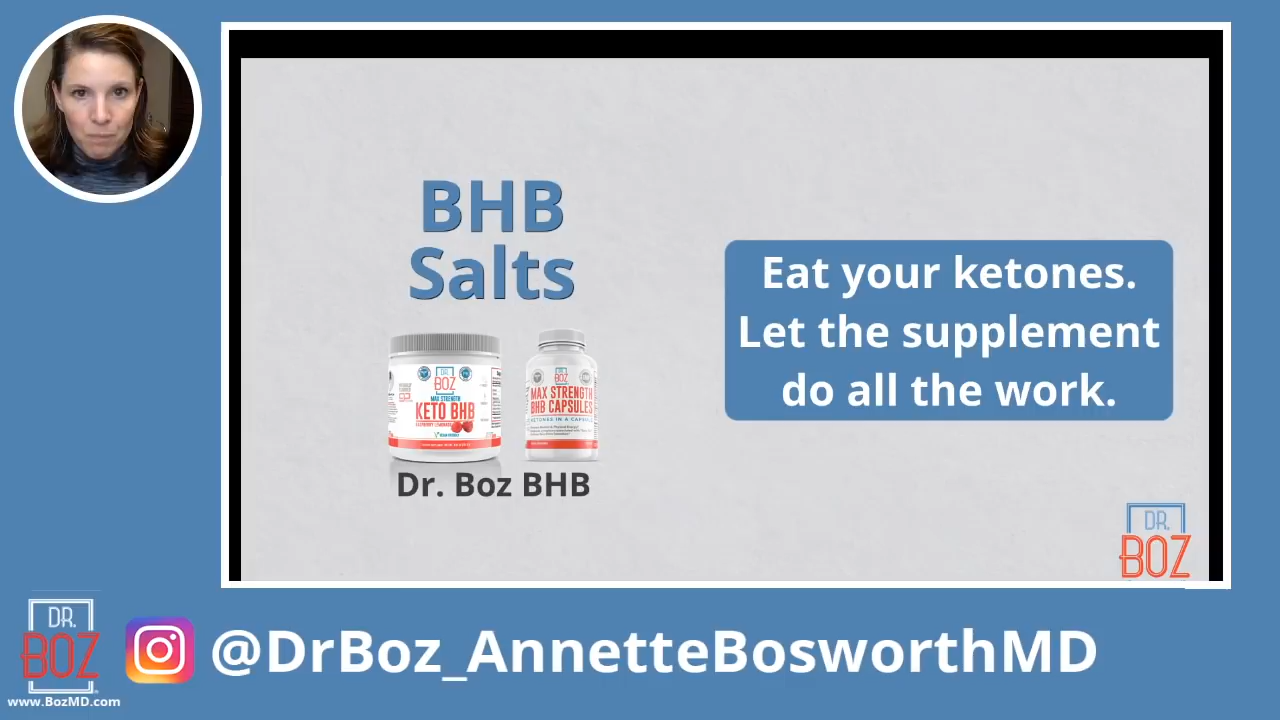 BHB
Salts
DR.
BOZ
MAX STRENGTH
KETO BHB
RASPBERRY LEMONADE
DR.
BOZ
MAX STRENGTH
BHB CAPSULES
KETONES IN A CAPSULE
Dr. Boz BHB
Eat your ketones.
Let the supplement
do all the work.
DR.
BOZ
DR.
BOZ
@DrBoz_AnnetteBosworthMD
www.BozMD.com